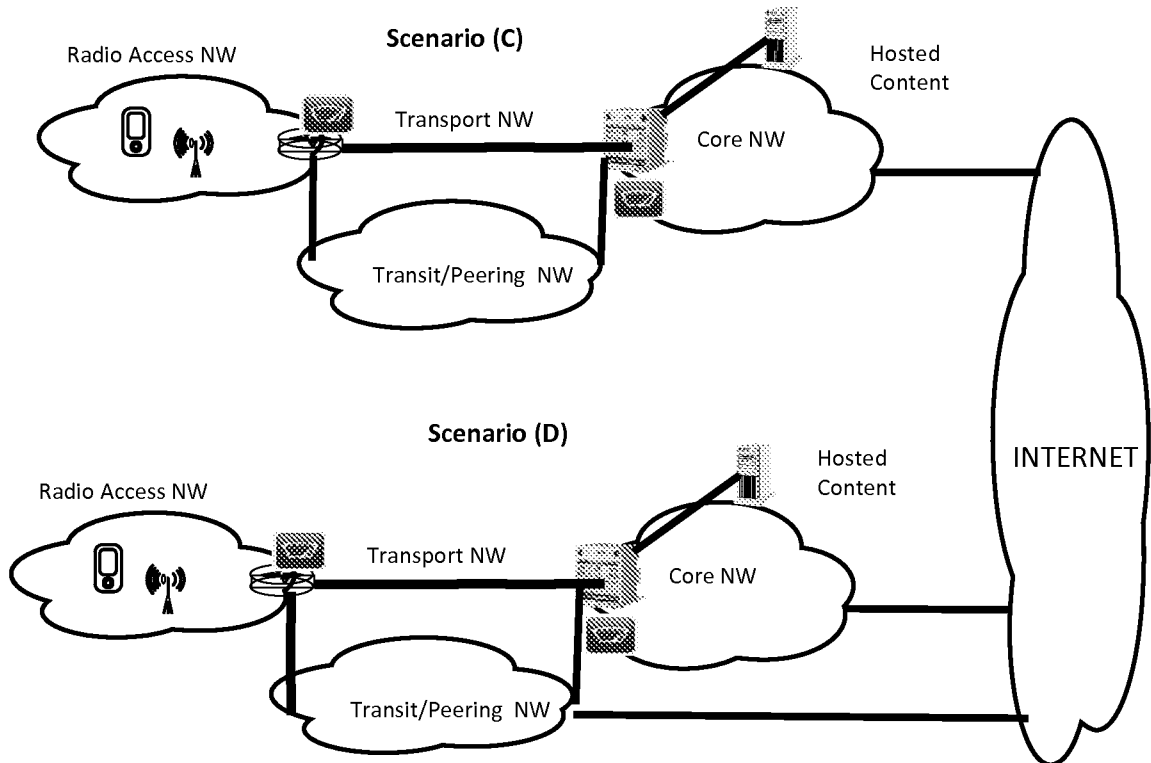 Scenario (C)
Radio Access NW
Hosted
Content
Transport NW
Core NW
Transit/Peering NW
Scenario (D)
INTERNET
Hosted
Content
Radio Access NW
Transport NW
Core NW
Transit/Peering NW